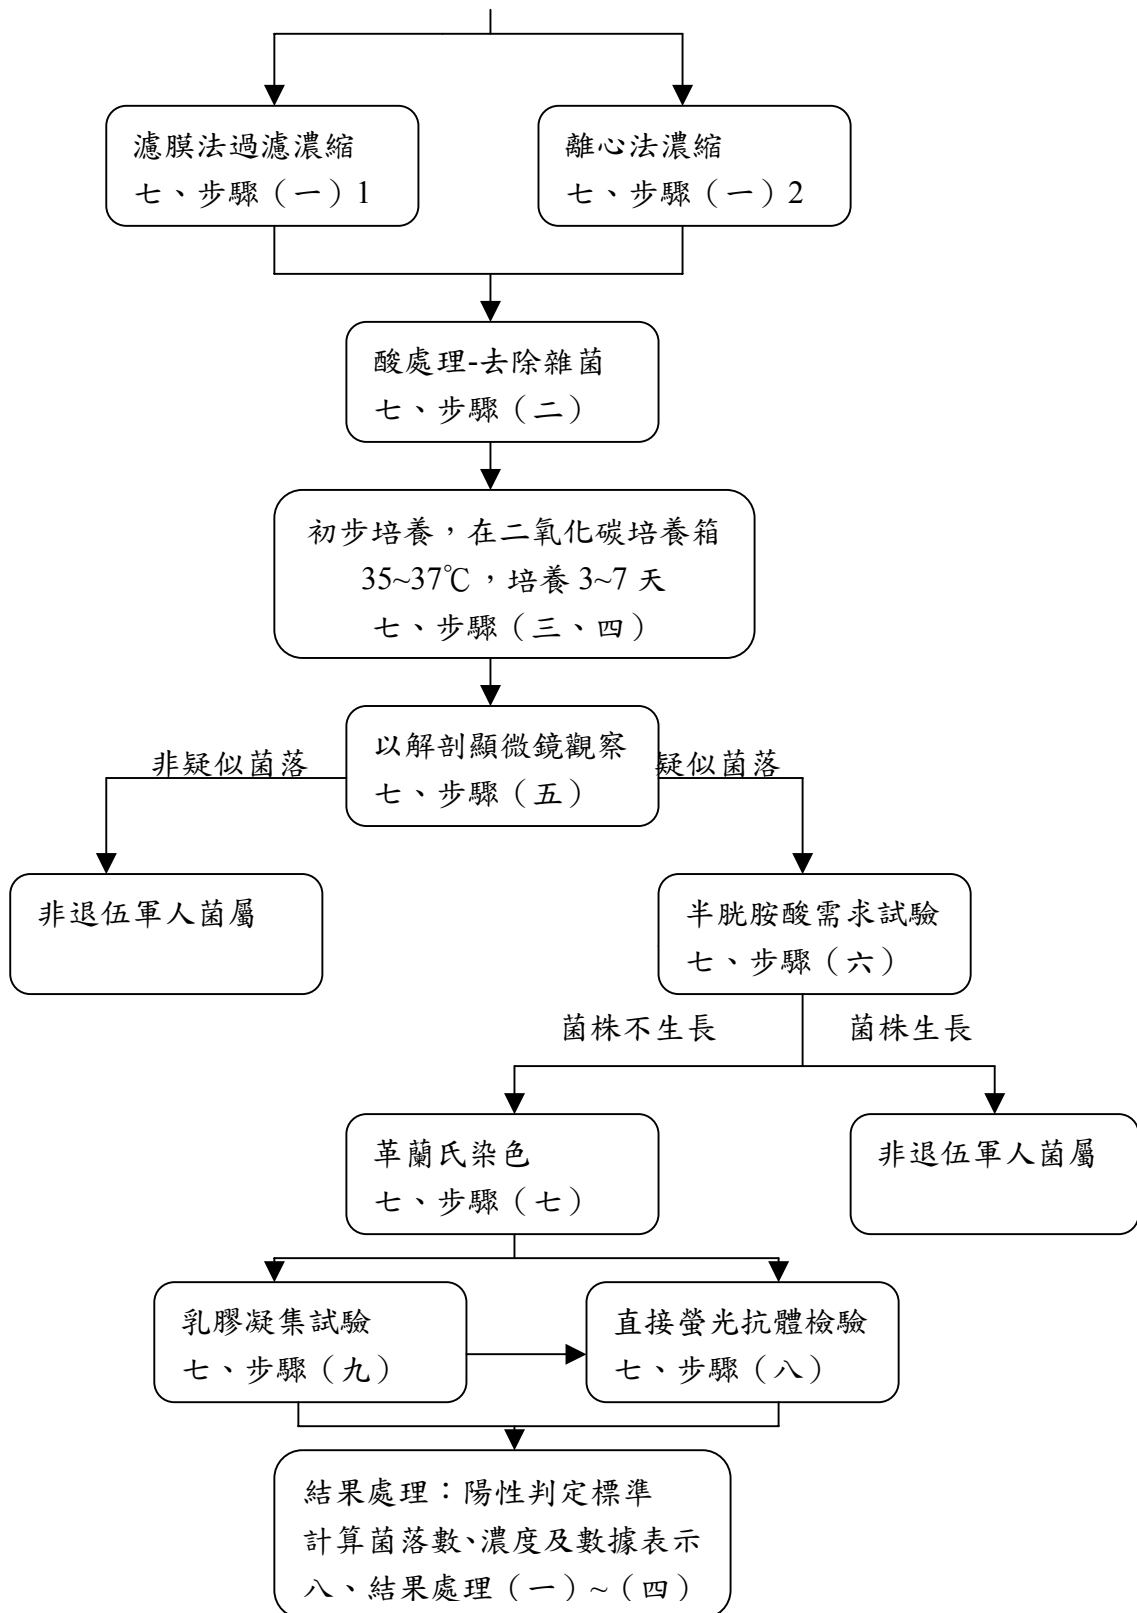 濾膜法過濾濃縮
七、步驟（一）1
離心法濃縮
七、步驟（一）2
酸處理-去除雜菌
七、步驟（二）
初步培養，在二氧化碳培養箱
35~37℃，培養 3~7 天
七、步驟（三、四）
以解剖顯微鏡觀察
七、步驟（五）
非疑似菌落
疑似菌落
非退伍軍人菌屬
半胱胺酸需求試驗
七、步驟（六）
菌株不生長
菌株生長
革蘭氏染色
七、步驟（七）
非退伍軍人菌屬
乳膠凝集試驗
七、步驟（九）
直接螢光抗體檢驗
七、步驟（八）
結果處理：陽性判定標準
計算菌落數、濃度及數據表示
八、結果處理（一）~（四）